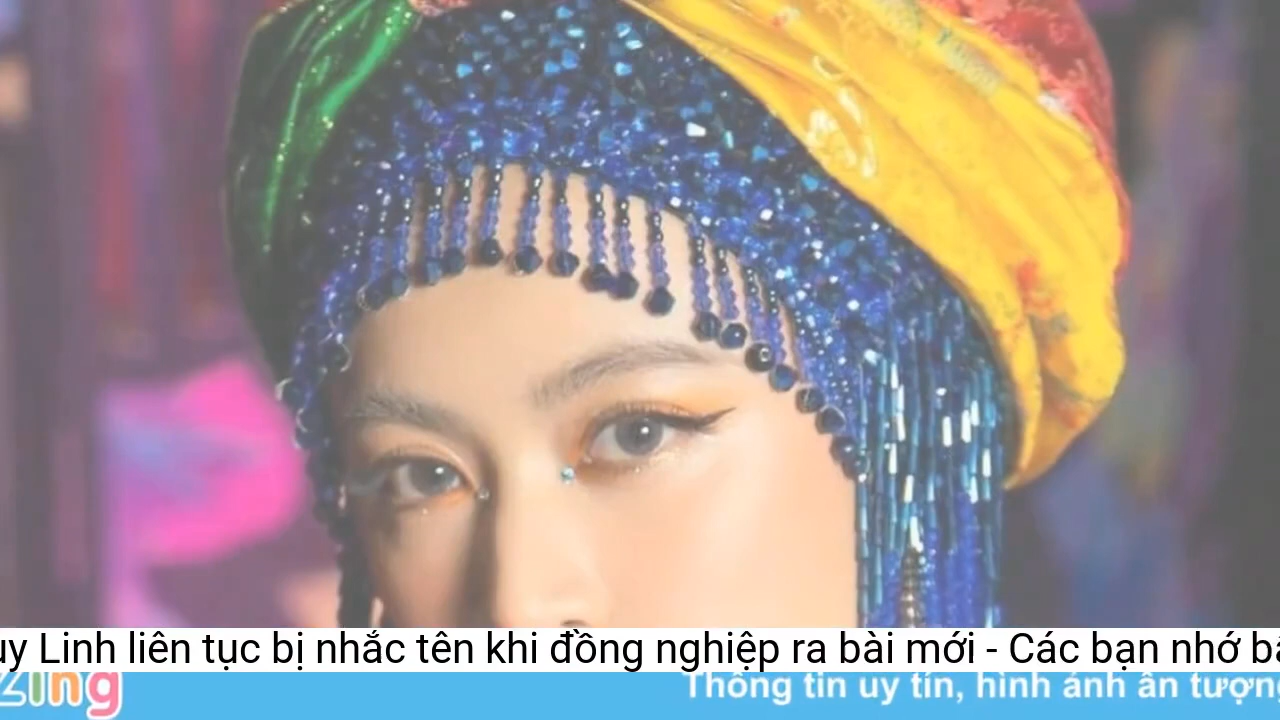 uy Linh liên tục bị nhắc tên khi đồng nghiệp ra bài mới - Các bạn nhớ bấ
Zing
Thông tin uy tín, hình ảnh ấn tượng